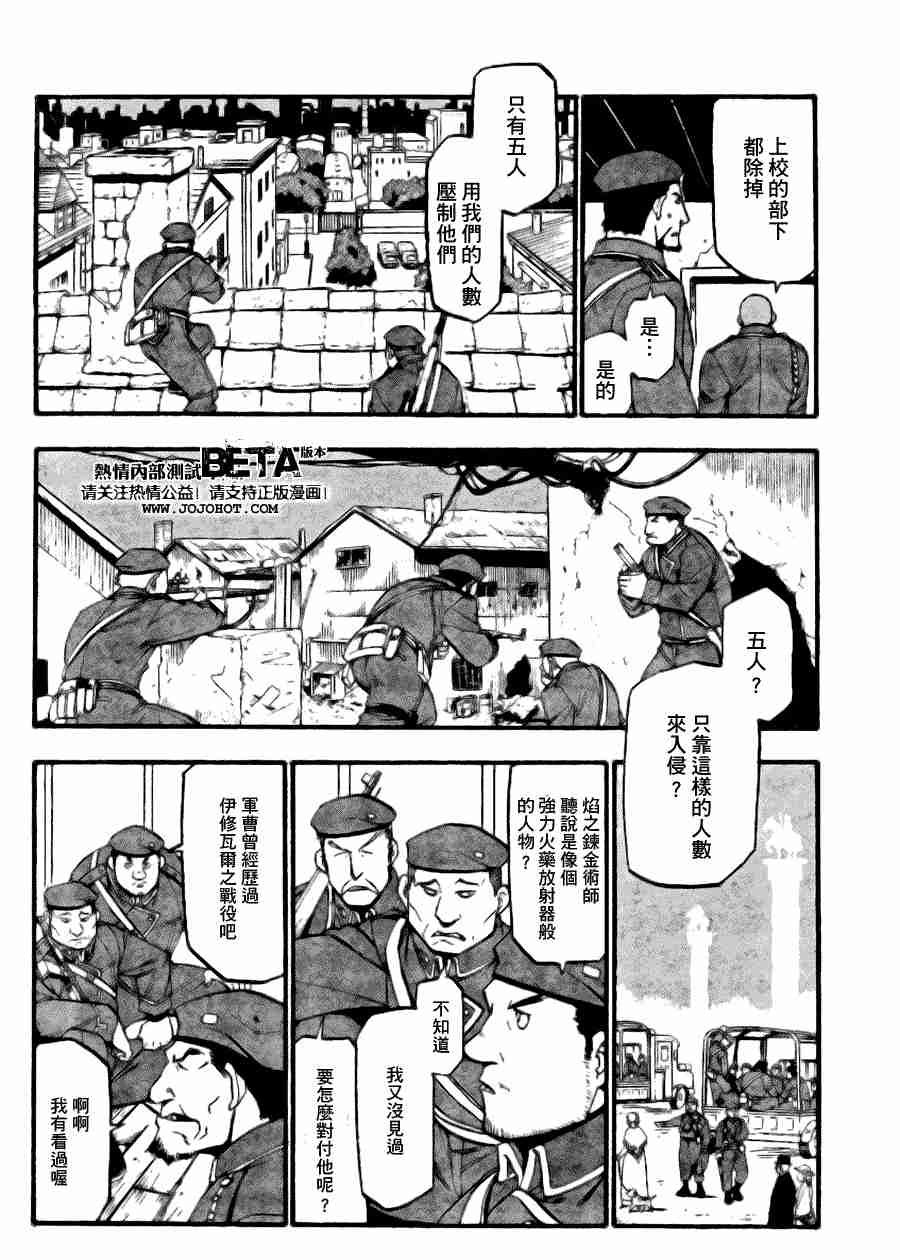 上校的部下
都除掉
是…
是的
只有五人
用我們的人數
壓制他們
熱情內部測試BETA版本
请关注热情公益！ 请支持正版漫画！
WWW.JOJOHOT.COM
五人？
只靠這樣的人數
來入侵？
焰之鍊金術師
聽說是像個
強力火藥放射器般
的人物？
不知道
我又沒見過
要怎麼對付他呢？
軍曹曾經歷過
伊修瓦爾之戰役吧
啊啊
我有看過喔